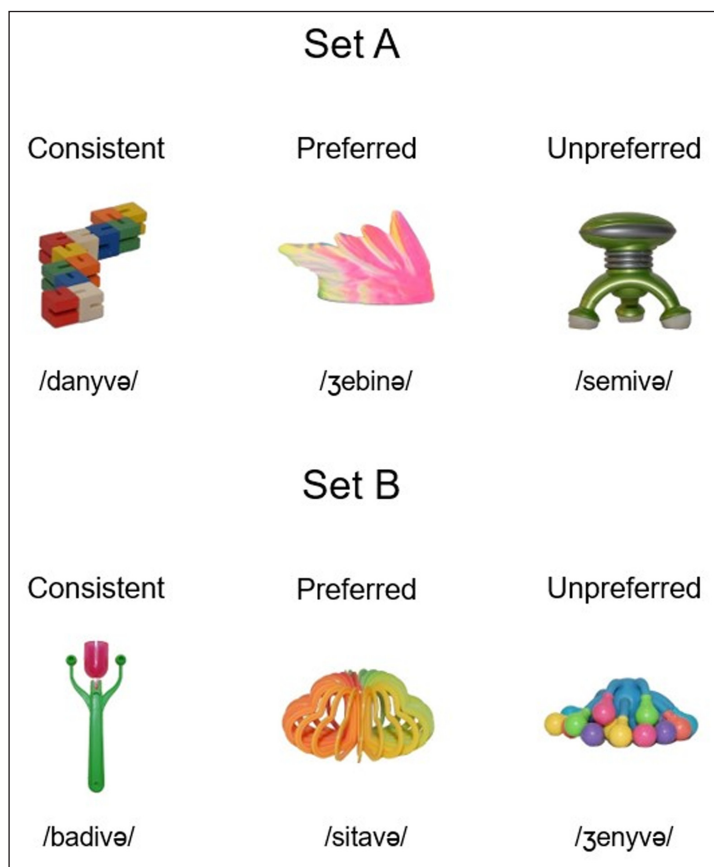 Set A
Consistent Preferred Unpreferred
/danyvə/ /ʒebinə/ /semivə/
Set B
Consistent Preferred Unpreferred
/badivə/ /sitavə/ /ʒenyvə/